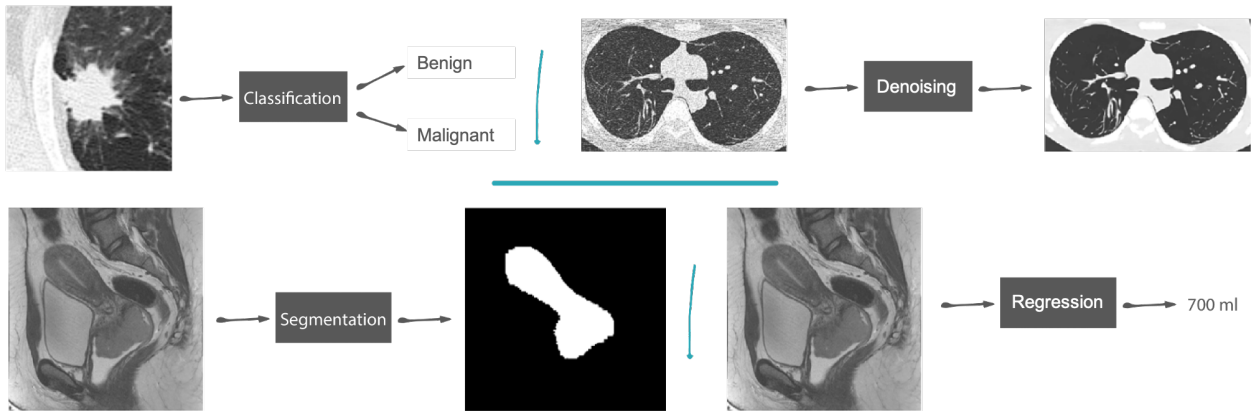 Classification
Benign
Malignant
Denoising
Segmentation
Regression
700 ml